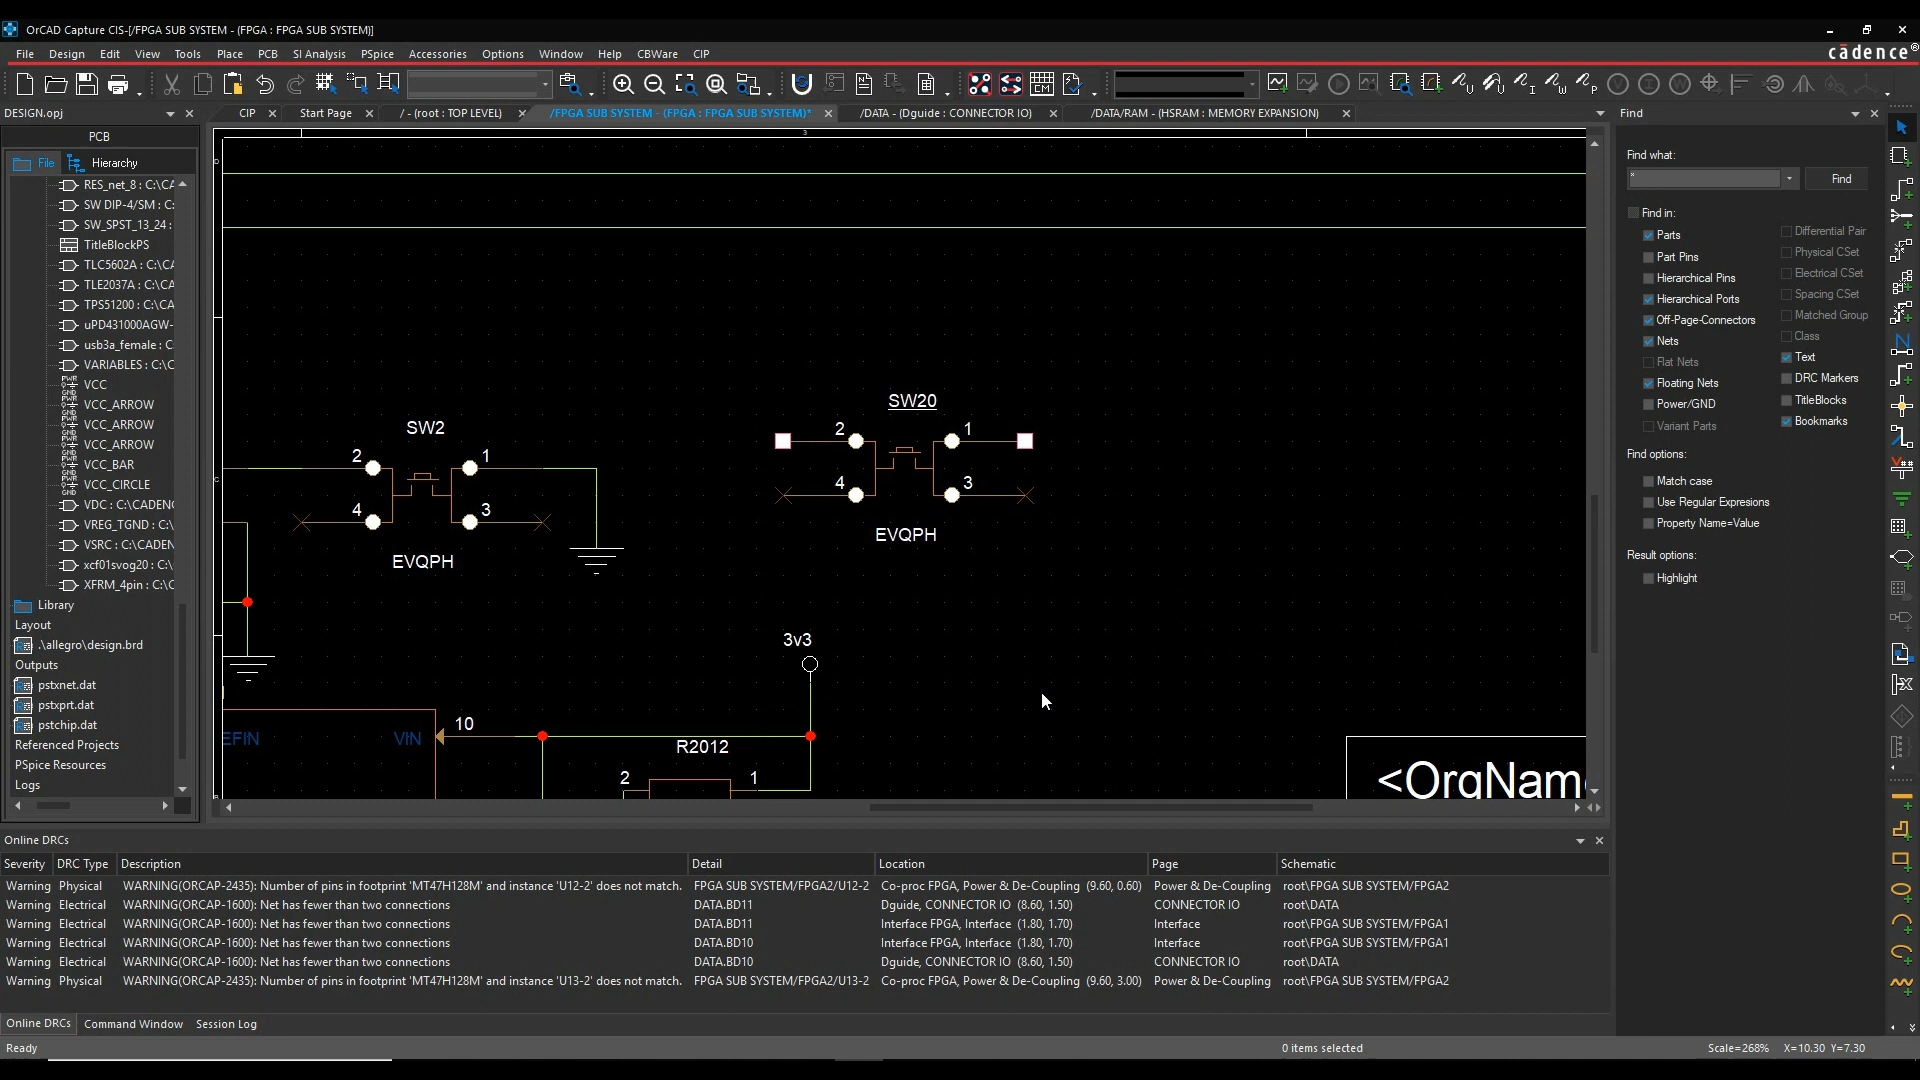 OrCAD Capture CIS-[/FPGA SUB SYSTEM - (FPGA : FPGA SUB SYSTEM)]
File Design Edit View Tools Place PCB SI Analysis PSpice Accessories Options Window Help CBWare CIP
cādence®
DESIGN.opj
CIP
Start Page
/ - (root : TOP LEVEL)
/FPGA SUB SYSTEM - (FPGA : FPGA SUB SYSTEM)*
/DATA - (Dguide : CONNECTOR IO)
/DATA/RAM - (HSRAM : MEMORY EXPANSION)
PCB
File
Hierarchy
RES_net_8 : C:\CA
SW DIP-4/SM : C:
SW_SPST_13_24 :
TitleBlockPS
TLC5602A : C:\CA
TLE2037A : C:\CA
TPS51200 : C:\CA
uPD431000AGW-
usb3a_female : C
VARIABLES : C:\C
VCC
VCC_ARROW
VCC_ARROW
VCC_ARROW
VCC_BAR
VCC_CIRCLE
VDC : C:\CADENC
VREG_TGND : C:\
VSRC : C:\CADEN
xcf01svog20 : C:\
XFRM_4pin : C:\C
Library
Layout
.\allegro\design.brd
Outputs
pstxnet.dat
pstxprt.dat
pstchip.dat
Referenced Projects
PSpice Resources
Logs
3
D
C
SW2
2
1
4
3
EVQPH
SW20
2
1
4
3
EVQPH
3v3
10
EFIN
VIN
R2012
2
1
<OrgName
Find
Find what:
*
Find
Find in:
Parts
Part Pins
Hierarchical Pins
Hierarchical Ports
Off-Page-Connectors
Nets
Flat Nets
Floating Nets
Power/GND
Variant Parts
Differential Pair
Physical CSet
Electrical CSet
Spacing CSet
Matched Group
Class
Text
DRC Markers
TitleBlocks
Bookmarks
Find options:
Match case
Use Regular Expresions
Property Name=Value
Result options:
Highlight
Online DRCs
Severity DRC Type Description Detail Location Page Schematic
Warning Physical WARNING(ORCAP-2435): Number of pins in footprint 'MT47H128M' and instance 'U12-2' does not match. FPGA SUB SYSTEM/FPGA2/U12-2 Co-proc FPGA, Power & De-Coupling (9.60, 0.60) Power & De-Coupling root\FPGA SUB SYSTEM/FPGA2
Warning Electrical WARNING(ORCAP-1600): Net has fewer than two connections DATA.BD11 Dguide, CONNECTOR IO (8.60, 1.50) CONNECTOR IO root\DATA
Warning Electrical WARNING(ORCAP-1600): Net has fewer than two connections DATA.BD11 Interface FPGA, Interface (1.80, 1.70) Interface root\FPGA SUB SYSTEM/FPGA1
Warning Electrical WARNING(ORCAP-1600): Net has fewer than two connections DATA.BD10 Interface FPGA, Interface (1.80, 1.70) Interface root\FPGA SUB SYSTEM/FPGA1
Warning Electrical WARNING(ORCAP-1600): Net has fewer than two connections DATA.BD10 Dguide, CONNECTOR IO (8.60, 1.50) CONNECTOR IO root\DATA
Warning Physical WARNING(ORCAP-2435): Number of pins in footprint 'MT47H128M' and instance 'U13-2' does not match. FPGA SUB SYSTEM/FPGA2/U13-2 Co-proc FPGA, Power & De-Coupling (9.60, 3.00) Power & De-Coupling root\FPGA SUB SYSTEM/FPGA2
Online DRCs Command Window Session Log
Ready
0 items selected
Scale=268% X=10.30 Y=7.30